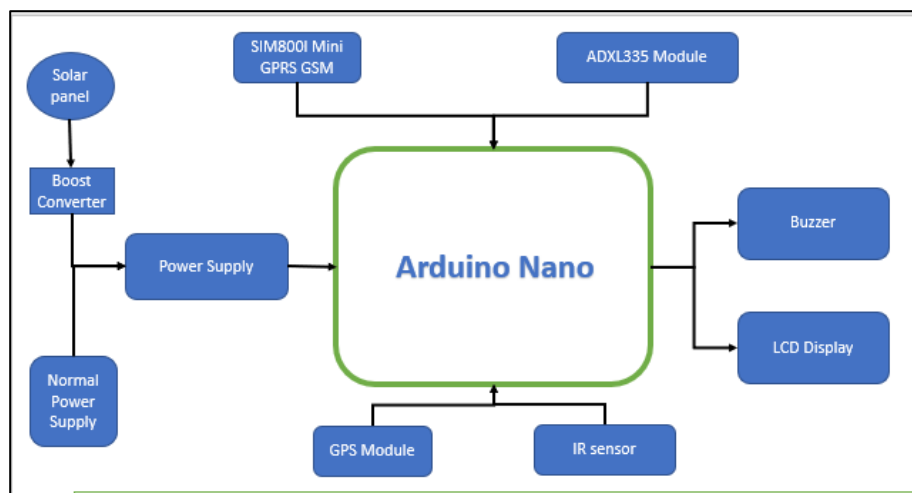 SIM800l Mini
GPRS GSM
ADXL335 Module
Solar
panel
Boost
Converter
Power Supply
Arduino Nano
Buzzer
LCD Display
Normal
Power
Supply
GPS Module
IR sensor